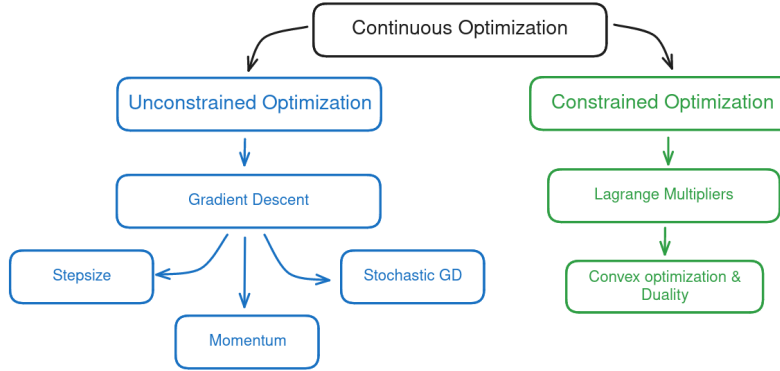 Continuous Optimization
Unconstrained Optimization
Constrained Optimization
Gradient Descent
Lagrange Multipliers
Stepsize
Stochastic GD
Convex optimization &
Duality
Momentum